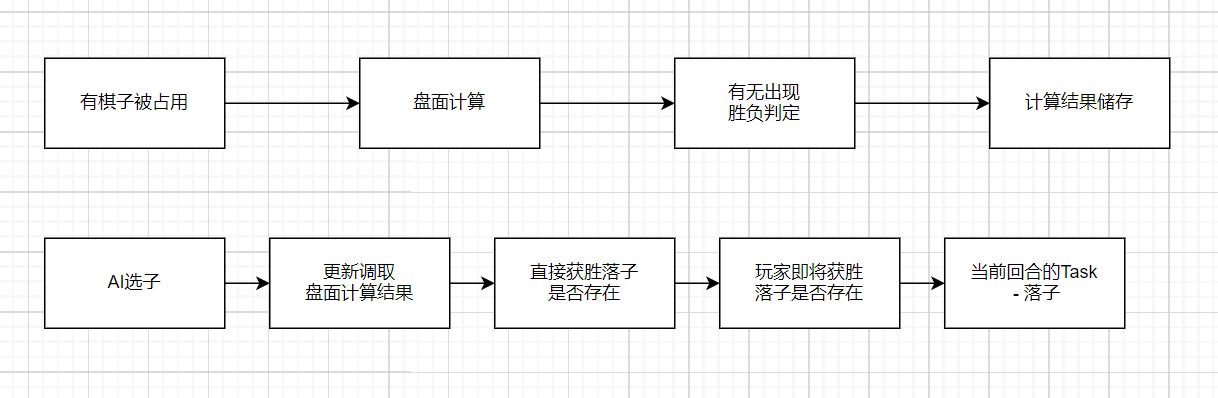 有棋子被占用
盘面计算
有无出现
胜负判定
计算结果储存
AI选子
更新调取
盘面计算结果
直接获胜落子
是否存在
玩家即将获胜
落子是否存在
当前回合的Task
- 落子